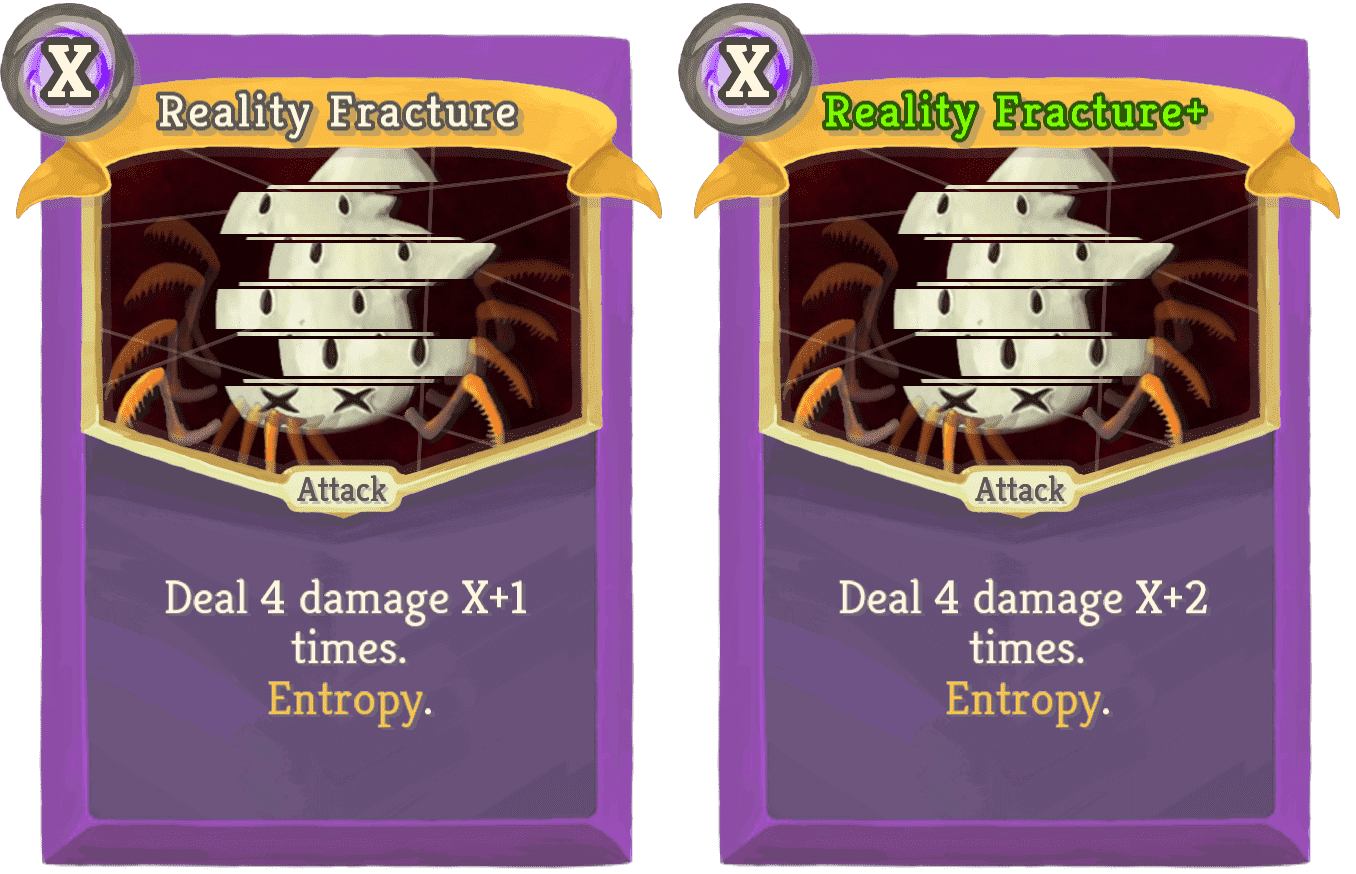 X
Reality Fracture
Attack
Deal 4 damage X+1
times.
Entropy.
X
Reality Fracture+
Attack
Deal 4 damage X+2
times.
Entropy.